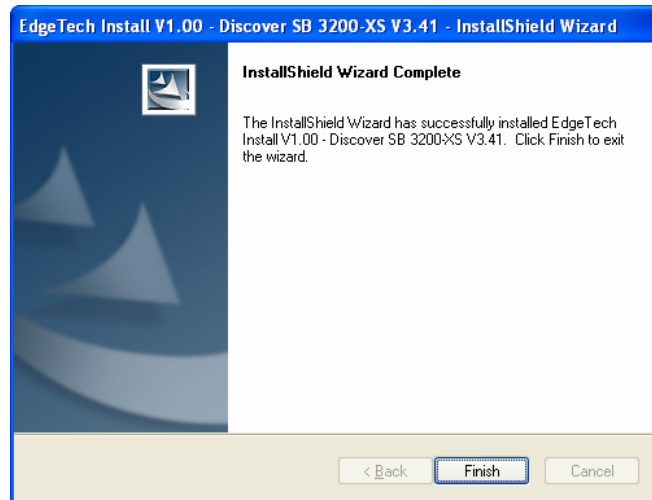 EdgeTech Install V1.00 - Discover SB 3200-XS V3.41 - InstallShield Wizard
InstallShield Wizard Complete
The InstallShield Wizard has successfully installed EdgeTech
Install V1.00 - Discover SB 3200-XS V3.41. Click Finish to exit
the wizard.
< Back
Finish
Cancel